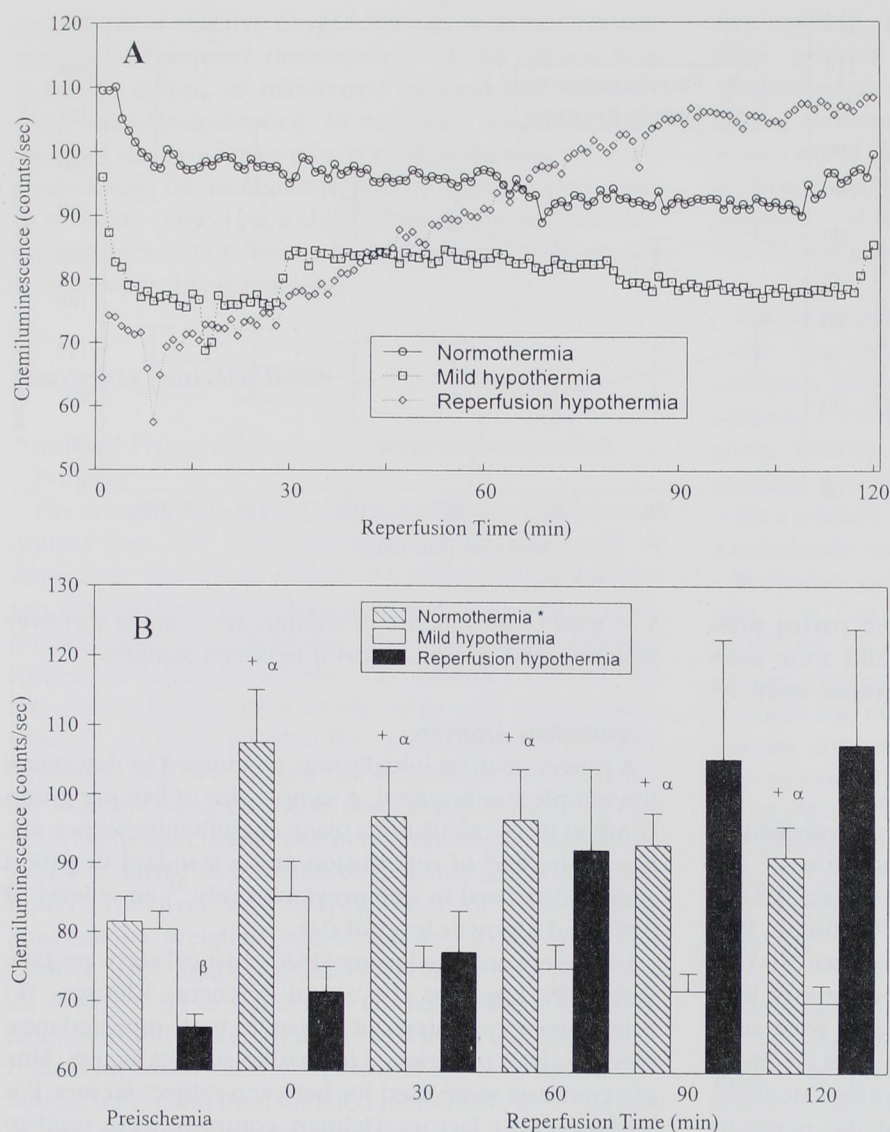 A
Chemiluminescence (counts/sec)
120
110
100
90
80
70
60
50
Normothermia
Mild hypothermia
Reperfusion hypothermia
0 30 60 90 120
Reperfusion Time (min)
B
Chemiluminescence (counts/sec)
130
120
110
100
90
80
70
60
Normothermia *
Mild hypothermia
Reperfusion hypothermia
β
+ α
+ α
+ α
+ α
+ α
0 30 60 90 120
Preischemia Reperfusion Time (min)